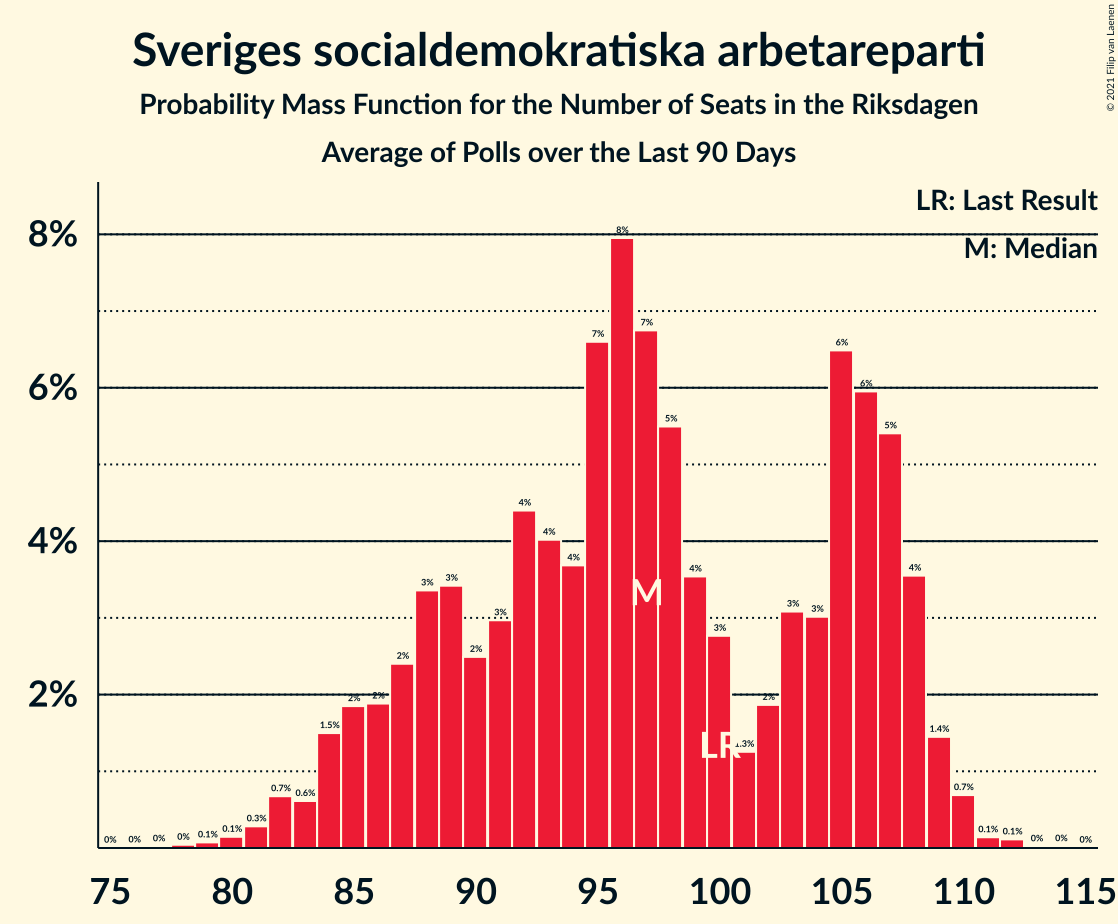 Sveriges socialdemokratiska arbetareparti
Probability Mass Function for the Number of Seats in the Riksdagen
Average of Polls over the Last 90 Days
© 2021 Filip van Laenen
LR: Last Result
M: Median
8%
6%
4%
2%
0% 0% 0% 0% 0.1% 0.1% 0.3% 0.7% 0.6% 1.5% 2% 2% 2% 3% 3% 2% 3% 4% 4% 4% 7% 8% 7% 5% 4% 3% 1.3% 2% 3% 3% 6% 6% 5% 4% 1.4% 0.7% 0.1% 0.1% 0% 0% 0%
M
LR
75 80 85 90 95 100 105 110 115